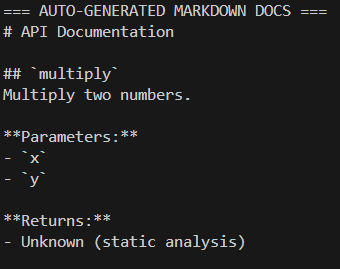 === AUTO-GENERATED MARKDOWN DOCS ===
# API Documentation

## `multiply`
Multiply two numbers.

**Parameters:**
- `x`
- `y`

**Returns:**
- Unknown (static analysis)